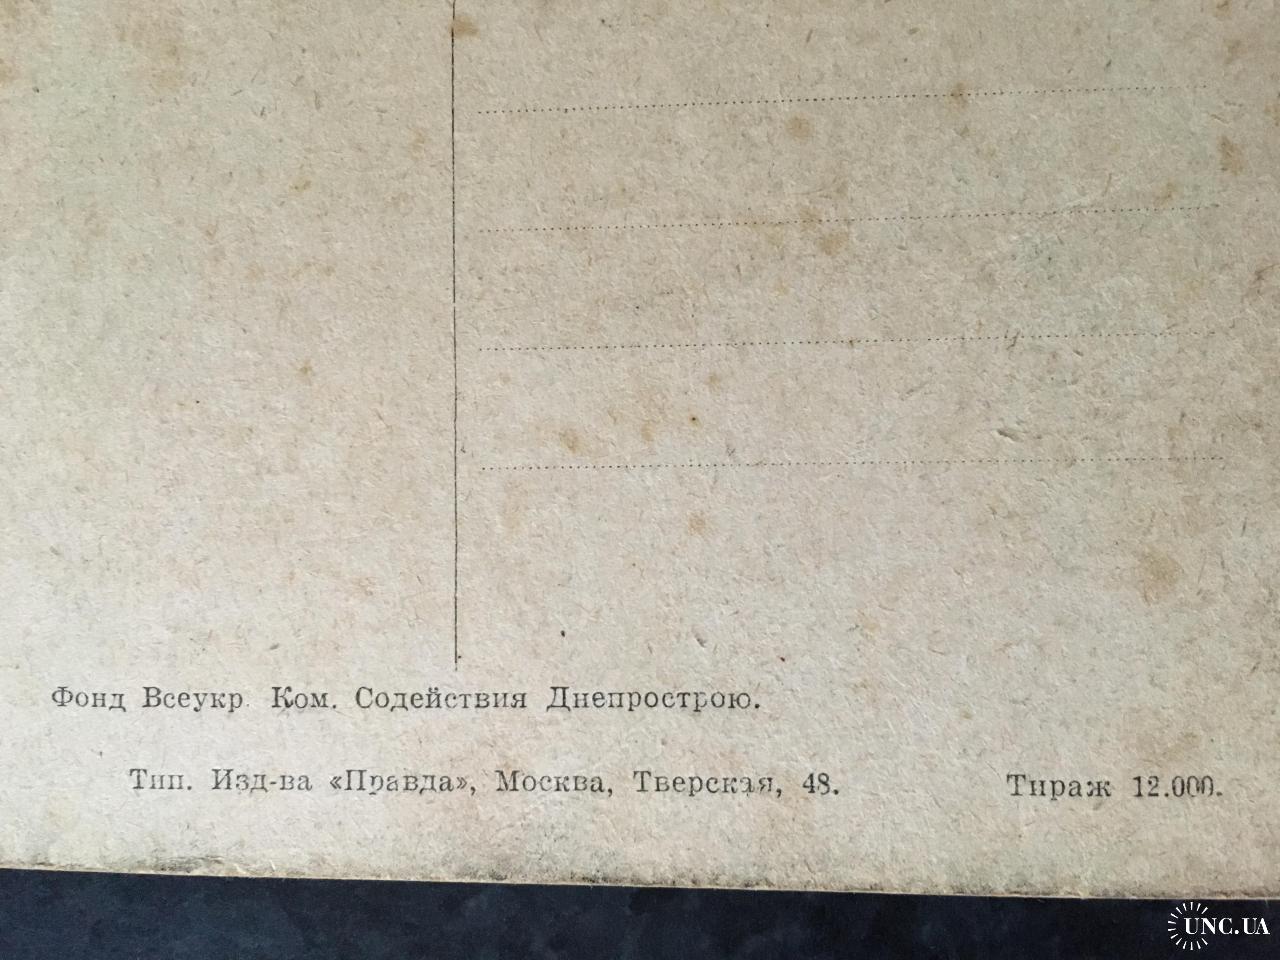 Фонд Всеукр. Ком. Содействия Днепрострою.
Тип. Изд-ва «Правда», Москва, Тверская, 48.
Тираж 12.000.
UNC.UA